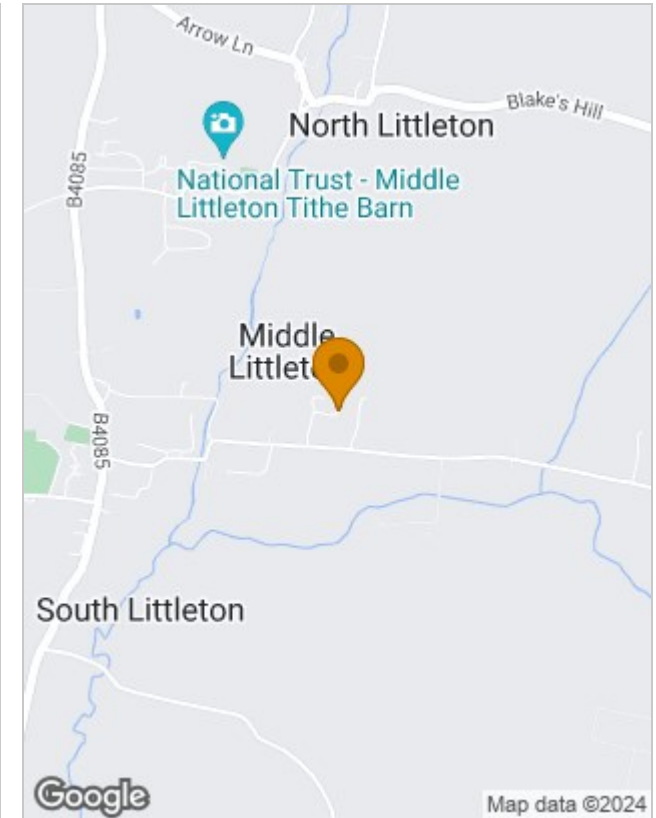 Arrow Ln
Blake's Hill
North Littleton
B4085
National Trust - Middle
Littleton Tithe Barn
Middle
B4085
South Littleton
Google
Map data ©2024